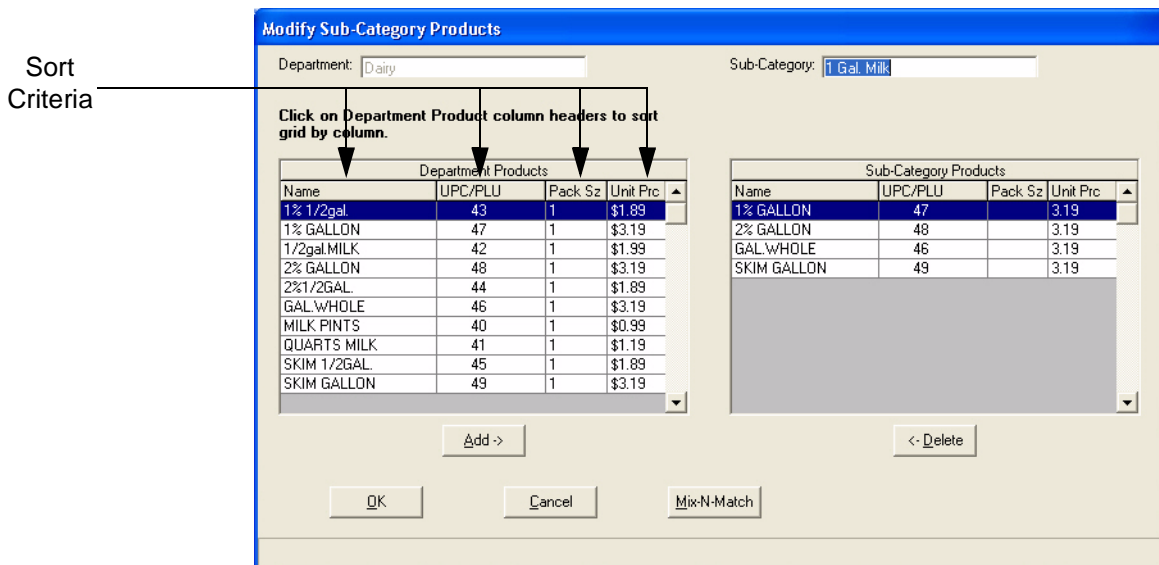 Modify Sub-Category Products
Sort
Criteria
Department: Dairy
Sub-Category: 1 Gal. Milk
Click on Department Product column headers to sort
grid by column.
Department Products
Name UPC/PLU Pack Sz Unit Prc
1% 1/2gal. 43 1 $1.89
1% GALLON 47 1 $3.19
1/2gal.MILK 42 1 $1.99
2% GALLON 48 1 $3.19
2%1/2GAL. 44 1 $1.89
GAL.WHOLE 46 1 $3.19
MILK PINTS 40 1 $0.99
QUARTS MILK 41 1 $1.19
SKIM 1/2GAL. 45 1 $1.89
SKIM GALLON 49 1 $3.19
Sub-Category Products
Name UPC/PLU Pack Sz Unit Prc
1% GALLON 47 3.19
2% GALLON 48 3.19
GAL.WHOLE 46 3.19
SKIM GALLON 49 3.19
Add ->
<- Delete
OK
Cancel
Mix-N-Match